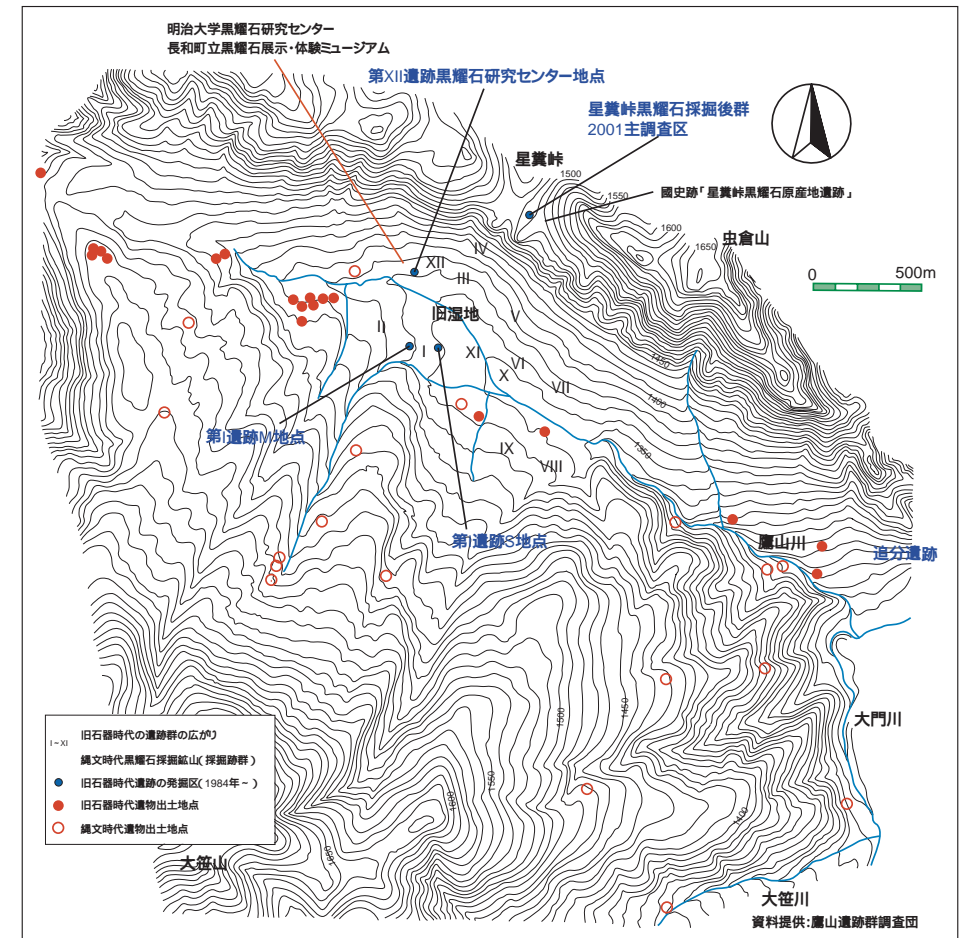 明治大学黒耀石研究センター
長和町立黒耀石展示・体験ミュージアム
第XII遺跡黒耀石研究センター地点
星糞峠黒耀石採掘後群
2001主調査区
星糞峠
1500
1550
國史跡「星糞峠黒耀石原産地遺跡」
1600
1650
虫倉山
0
500m
IV
XII
III
旧湿地
V
II
I
XI
VI
X
VII
1450
1400
1350
第I遺跡M地点
IX
VIII
第I遺跡S地点
鷹山川
追分遺跡
1500
1450
大門川
1550
1600
1400
1650
I-XI
旧石器時代の遺跡群の広がり
縄文時代黒耀石採掘鉱山(採掘跡群)
旧石器時代遺跡の発掘区(1984年~)
旧石器時代遺物出土地点
縄文時代遺物出土地点
大笹山
大笹川
資料提供:鷹山遺跡群調査団